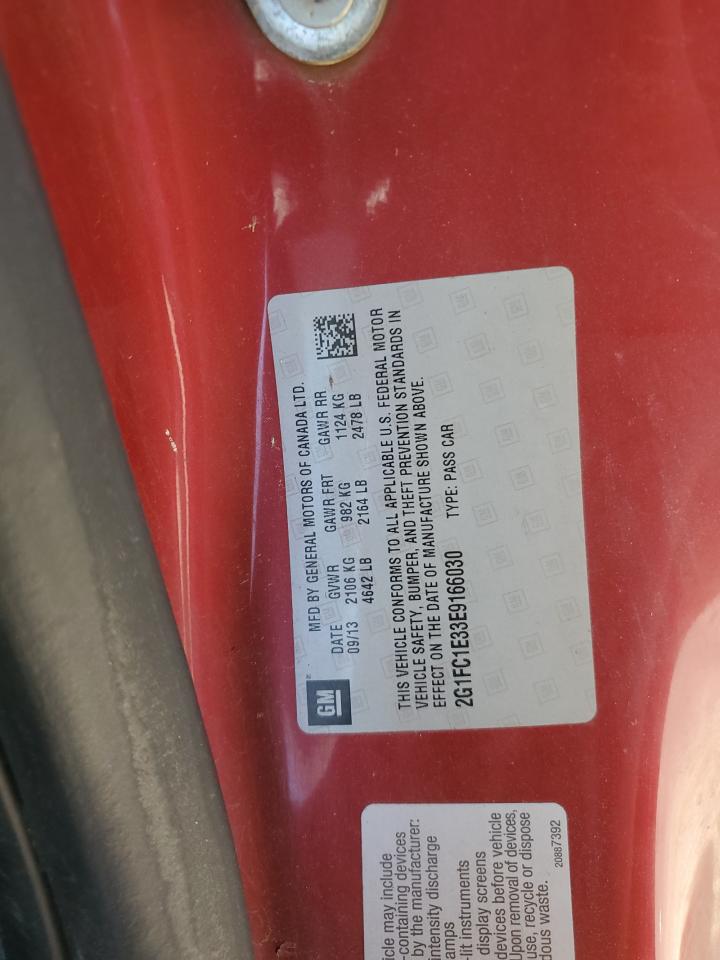 GM
MFD BY GENERAL MOTORS OF CANADA LTD.
DATE GVWR GAWR FRT GAWR RR
09/13 2106 KG 982 KG 1124 KG
4642 LB 2164 LB 2478 LB
THIS VEHICLE CONFORMS TO ALL APPLICABLE U.S. FEDERAL MOTOR
VEHICLE SAFETY, BUMPER, AND THEFT PREVENTION STANDARDS IN
EFFECT ON THE DATE OF MANUFACTURE SHOWN ABOVE.
2G1FC1E33E9166030 TYPE: PASS CAR
icle may include
-containing devices
by the manufacturer:
intensity discharge
amps
-lit instruments
display screens
devices before vehicle
Upon removal of devices,
use, recycle or dispose
dous waste.
20887392